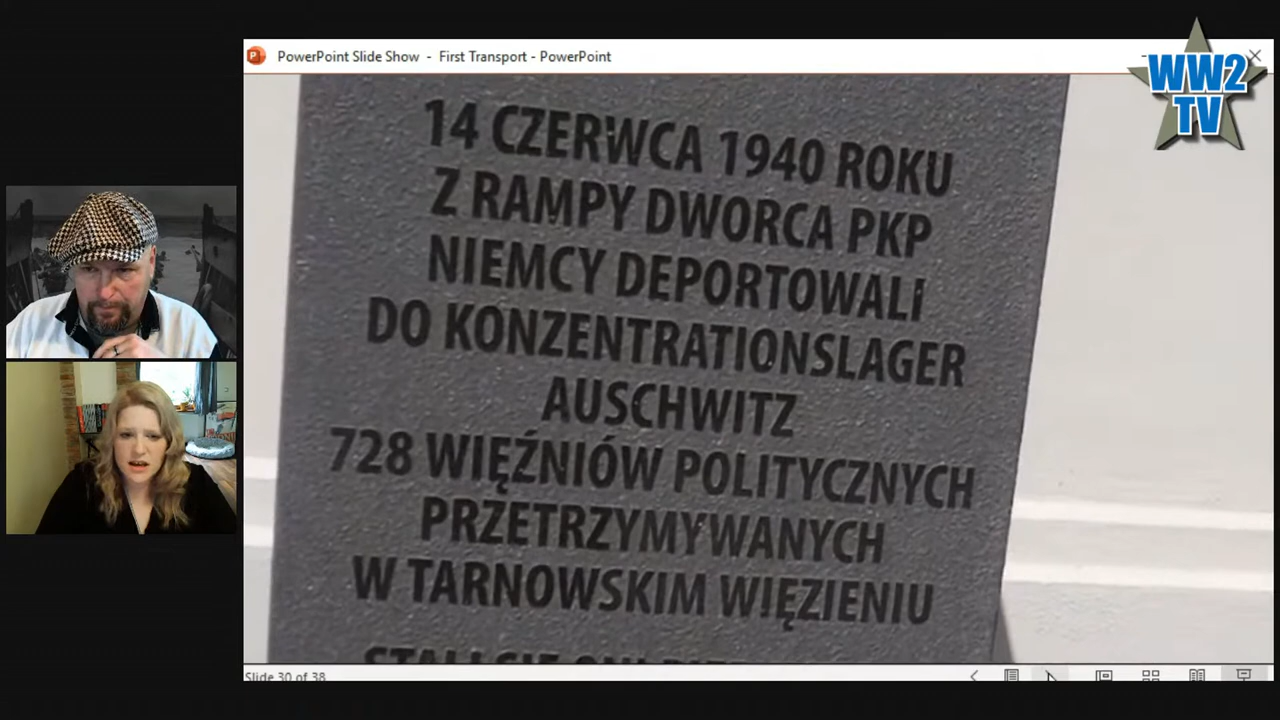 PowerPoint Slide Show - First Transport - PowerPoint
WW2
TV
14 CZERWCA 1940 ROKU
Z RAMPY DWORCA PKP
NIEMCY DEPORTOWALI
DO KONZENTRATIONSLAGER
AUSCHWITZ
728 WIĘŹNIÓW POLITYCZNYCH
PRZETRZYMYWANYCH
W TARNOWSKIM WIĘZIENIU
Slide 30 of 38